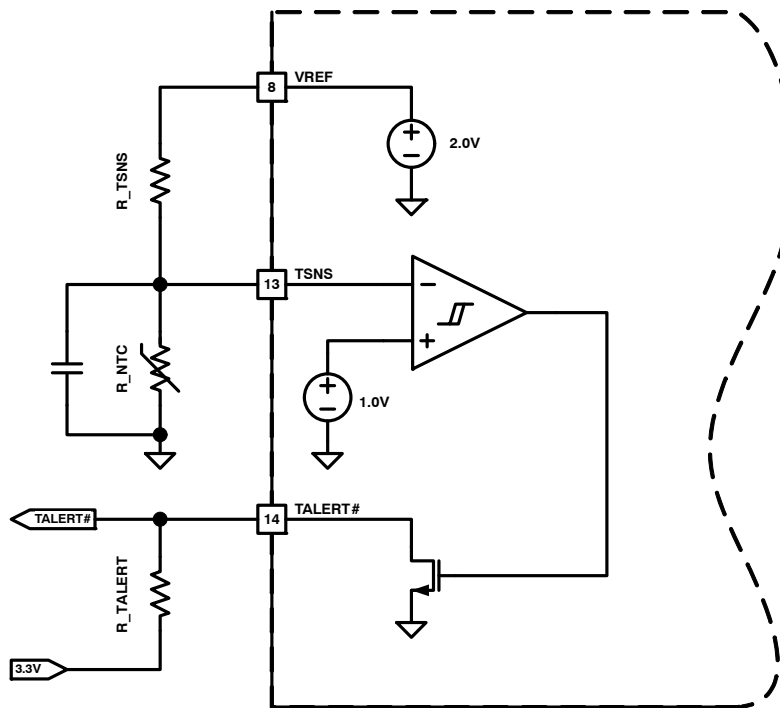 8
VREF
2.0V
R_TSNS
13
TSNS
R_NTC
1.0V
14
TALERT#
TALERT#
R_TALERT
3.3V